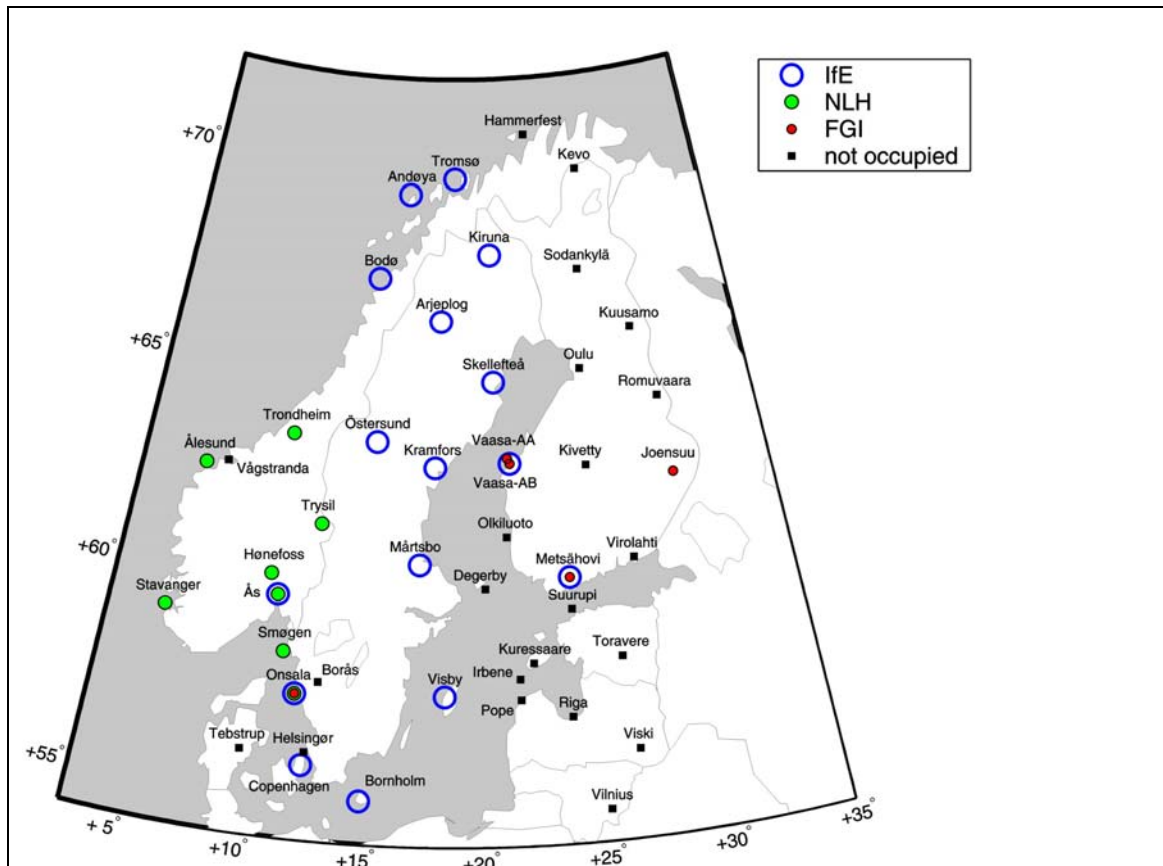 IfE
NLH
FGI
not occupied
+70°
Hammerfest
Kevo
Tromsø
Andøya
Kiruna
Sodankylä
Bodø
Arjeplog
Kuusamo
+65°
Skellefteå
Oulu
Romuvaara
Trondheim
Östersund
Ålesund
Vågstranda
Kramfors
Vaasa-AA
Kivetty
Joensuu
Vaasa-AB
Trysil
Olkiluoto
+60°
Hønefoss
Mårtsbo
Metsähovi
Virolahti
Stavanger
Ås
Degerby
Suurupi
Smøgen
Kuressaare
Toravere
Onsala
Borås
Visby
Irbene
Pope
Riga
Tebstrup
Helsingør
Viski
+55°
Copenhagen
Bornholm
Vilnius
+ 5°
+10°
+15°
+20°
+25°
+30°
+35°